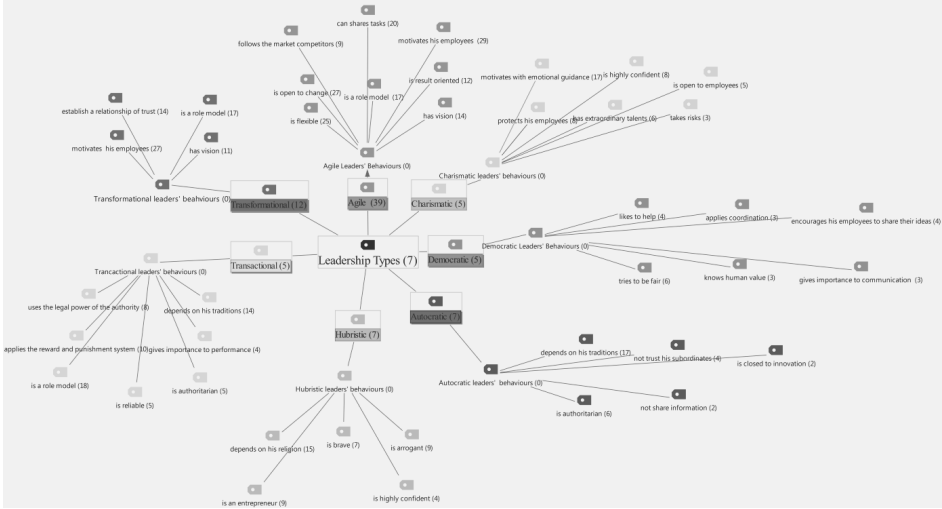 can shares tasks (20)
follows the market competitors (9)
motivates his employees (29)
is open to change (27)
is a role model (17)
is result oriented (12)
is flexible (25)
has vision (14)
Agile Leaders' Behaviours (0)
motivates with emotional guidance (17)
is highly confident (8)
is open to employees (5)
protects his employees (8)
has extraordinary talents (6)
takes risks (3)
Charismatic leaders' behaviours (0)
establish a relationship of trust (14)
is a role model (17)
motivates his employees (27)
has vision (11)
Transformational leaders' beahviours (0)
Transformational (12)
Agile (39)
Charismatic (5)
likes to help (4)
applies coordination (3)
encourages his employees to share their ideas (4)
Democratic Leaders' Behaviours (0)
tries to be fair (6)
knows human value (3)
gives importance to communication (3)
Leadership Types (7)
Democratic (5)
Transactional (5)
Trancactional leaders' behaviours (0)
uses the legal power of the authority (8)
depends on his traditions (14)
applies the reward and punishment system (10)
gives importance to performance (4)
is a role model (18)
is reliable (5)
is authoritarian (5)
Hubristic (7)
Autocratic (7)
Hubristic leaders' behaviours (0)
depends on his religion (15)
is brave (7)
is arrogant (9)
is an entrepreneur (9)
is highly confident (4)
depends on his traditions (17)
not trust his subordinates (4)
is closed to innovation (2)
Autocratic leaders' behaviours (0)
is authoritarian (6)
not share information (2)